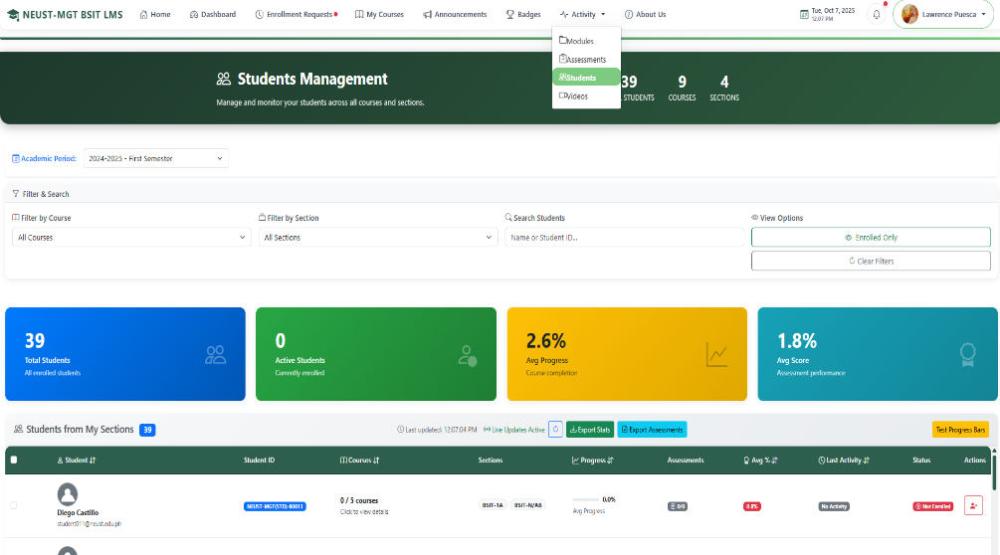 NEUST-MGT BSIT LMS
Home
Dashboard
Enrollment Requests
My Courses
Announcements
Badges
Activity
About Us
Tue, Oct 7, 2025
12:07 PM
Lawrence Puesca
Modules
Assessments
Students
Videos
Students Management
Manage and monitor your students across all courses and sections.
39
STUDENTS
9
COURSES
4
SECTIONS
Academic Period:
2024-2025 - First Semester
Filter & Search
Filter by Course
Filter by Section
Search Students
View Options
All Courses
All Sections
Name or Student ID...
Enrolled Only
Clear Filters
39
Total Students
All enrolled students
0
Active Students
Currently enrolled
2.6%
Avg Progress
Course completion
1.8%
Avg Score
Assessment performance
Students from My Sections 39
Last updated: 12:07:04 PM
Live Updates Active
Export Stats
Export Assessments
Test Progress Bars
Student
Student ID
Courses
Sections
Progress
Assessments
Avg %
Last Activity
Status
Actions
Diego Castillo
student011@neust.edu.ph
NEUST-MGT(STD)-00011
0 / 5 courses
Click to view details
BSIT-1A
BSIT-N/AB
0.0%
Avg Progress
0/0
0.0%
No Activity
Not Enrolled